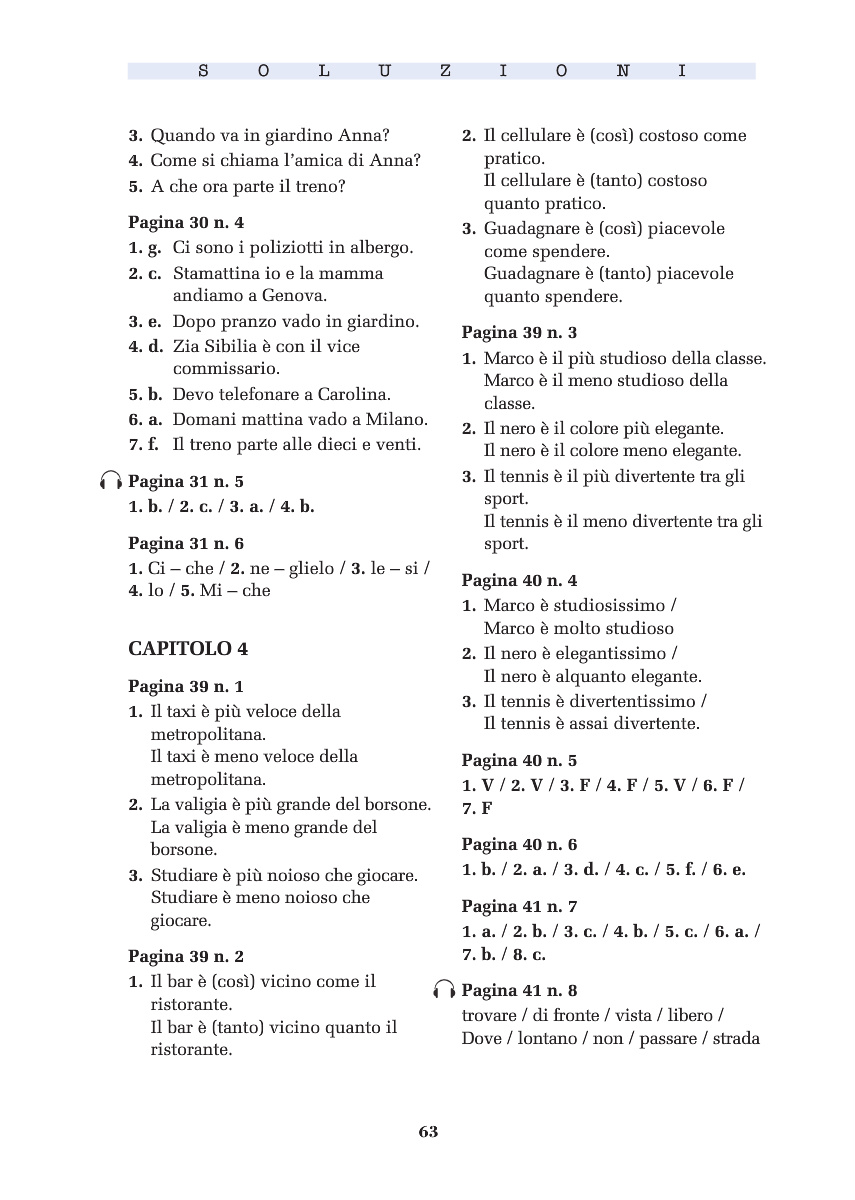 S O L U Z I O N I
3. Quando va in giardino Anna?
4. Come si chiama l'amica di Anna?
5. A che ora parte il treno?
Pagina 30 n. 4
1. g. Ci sono i poliziotti in albergo.
2. c. Stamattina io e la mamma
andiamo a Genova.
3. e. Dopo pranzo vado in giardino.
4. d. Zia Sibilia è con il vice
commissario.
5. b. Devo telefonare a Carolina.
6. a. Domani mattina vado a Milano.
7. f. Il treno parte alle dieci e venti.
Pagina 31 n. 5
1. b. / 2. c. / 3. a. / 4. b.
Pagina 31 n. 6
1. Ci – che / 2. ne – glielo / 3. le – si /
4. lo / 5. Mi – che
CAPITOLO 4
Pagina 39 n. 1
1. Il taxi è più veloce della
metropolitana.
Il taxi è meno veloce della
metropolitana.
2. La valigia è più grande del borsone.
La valigia è meno grande del
borsone.
3. Studiare è più noioso che giocare.
Studiare è meno noioso che
giocare.
Pagina 39 n. 2
1. Il bar è (così) vicino come il
ristorante.
Il bar è (tanto) vicino quanto il
ristorante.
2. Il cellulare è (così) costoso come
pratico.
Il cellulare è (tanto) costoso
quanto pratico.
3. Guadagnare è (così) piacevole
come spendere.
Guadagnare è (tanto) piacevole
quanto spendere.
Pagina 39 n. 3
1. Marco è il più studioso della classe.
Marco è il meno studioso della
classe.
2. Il nero è il colore più elegante.
Il nero è il colore meno elegante.
3. Il tennis è il più divertente tra gli
sport.
Il tennis è il meno divertente tra gli
sport.
Pagina 40 n. 4
1. Marco è studiosissimo /
Marco è molto studioso
2. Il nero è elegantissimo /
Il nero è alquanto elegante.
3. Il tennis è divertentissimo /
Il tennis è assai divertente.
Pagina 40 n. 5
1. V / 2. V / 3. F / 4. F / 5. V / 6. F /
7. F
Pagina 40 n. 6
1. b. / 2. a. / 3. d. / 4. c. / 5. f. / 6. e.
Pagina 41 n. 7
1. a. / 2. b. / 3. c. / 4. b. / 5. c. / 6. a. /
7. b. / 8. c.
Pagina 41 n. 8
trovare / di fronte / vista / libero /
Dove / lontano / non / passare / strada
63